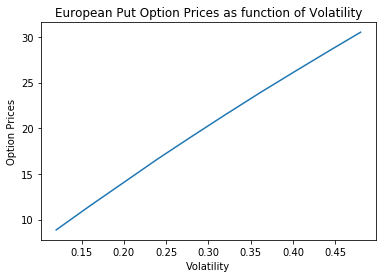 European Put Option Prices as function of Volatility
30
25
20
15
10
Option Prices
0.15 0.20 0.25 0.30 0.35 0.40 0.45
Volatility